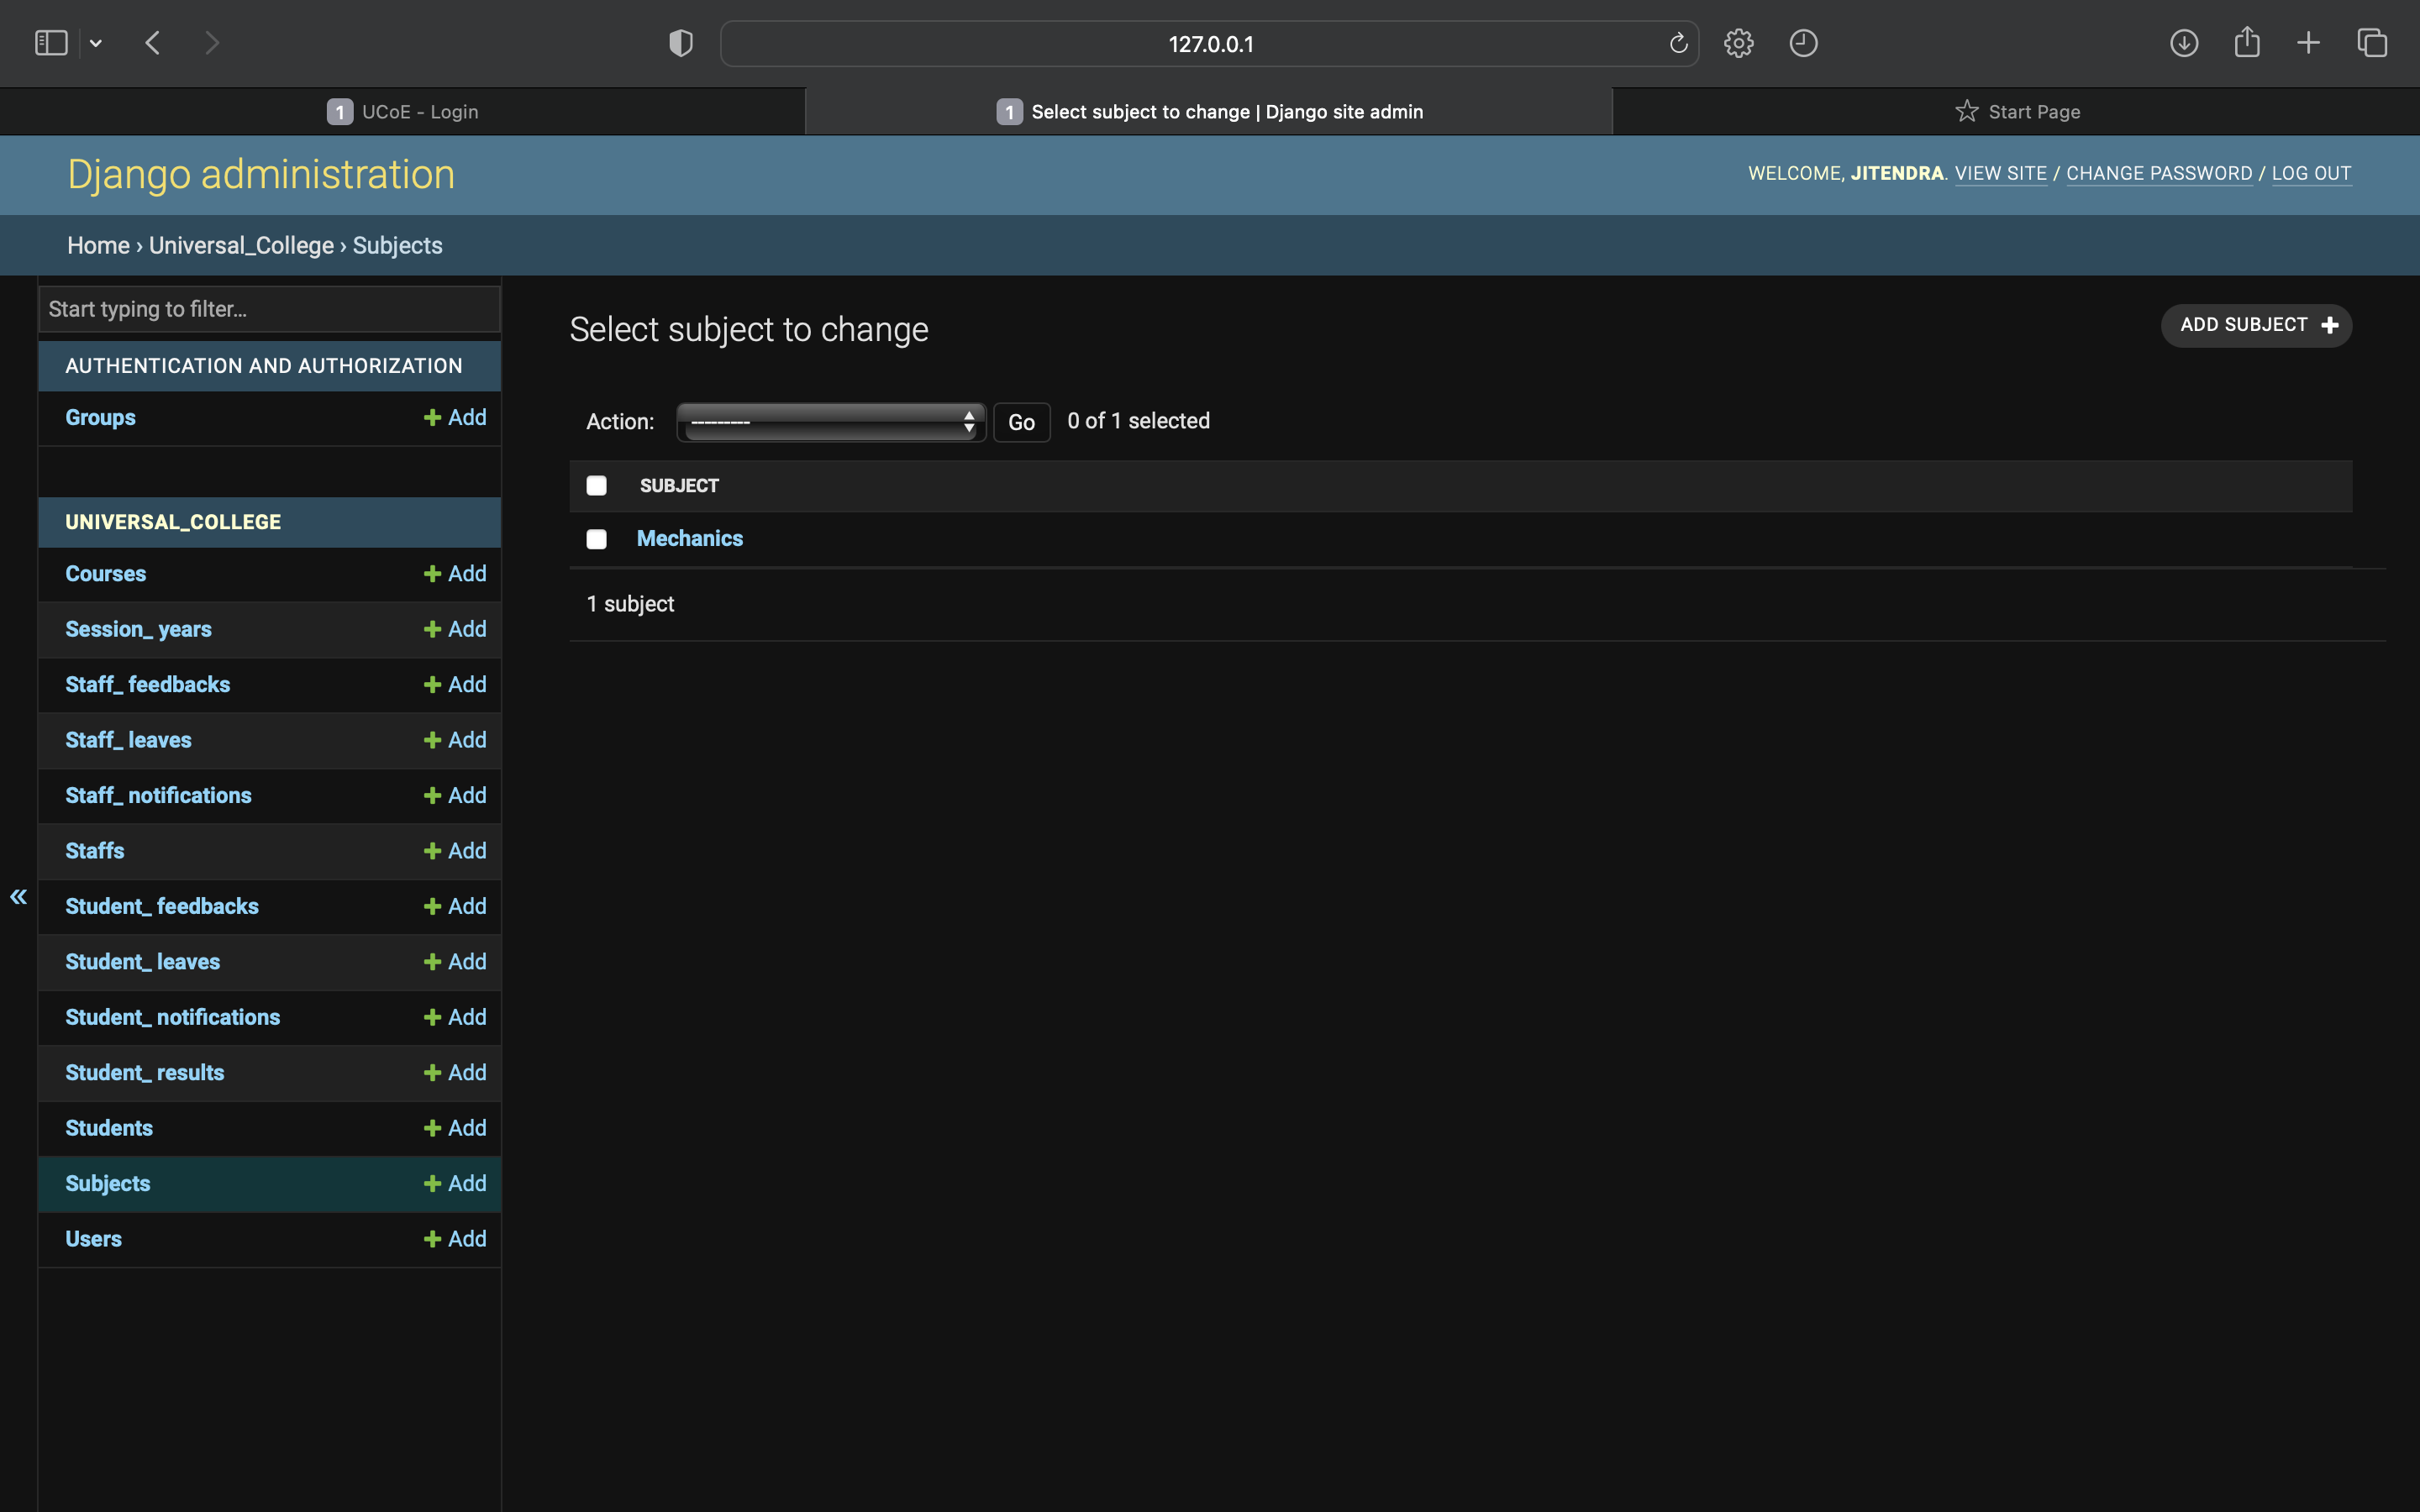 127.0.0.1
1 UCoE - Login
1 Select subject to change | Django site admin
Start Page
Django administration
WELCOME, JITENDRA. VIEW SITE / CHANGE PASSWORD / LOG OUT
Home › Universal_College › Subjects
Start typing to filter...
AUTHENTICATION AND AUTHORIZATION
Groups + Add
UNIVERSAL_COLLEGE
Courses + Add
Session_ years + Add
Staff_ feedbacks + Add
Staff_ leaves + Add
Staff_ notifications + Add
Staffs + Add
«
Student_ feedbacks + Add
Student_ leaves + Add
Student_ notifications + Add
Student_ results + Add
Students + Add
Subjects + Add
Users + Add
Select subject to change
ADD SUBJECT +
Action: --------- Go 0 of 1 selected
SUBJECT
Mechanics
1 subject